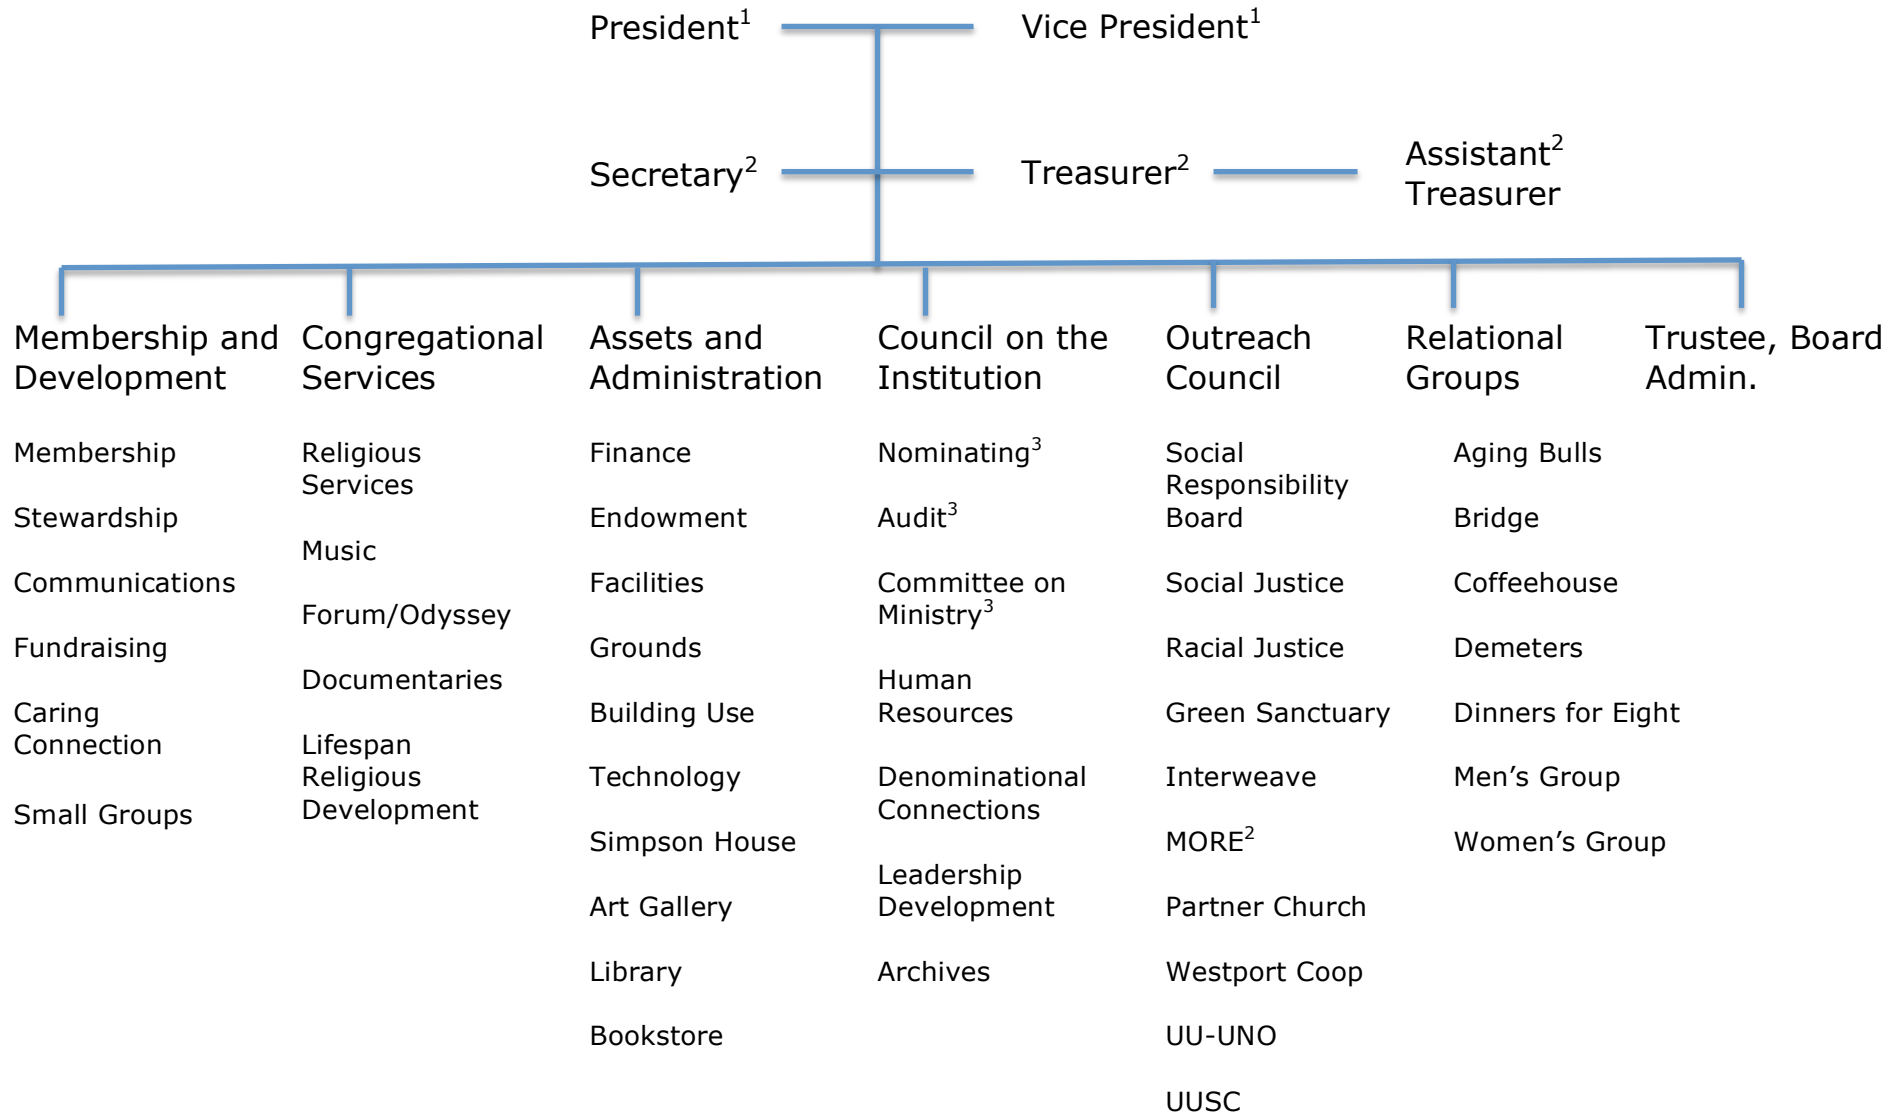 President¹
Vice President¹
Secretary²
Treasurer²
Assistant²
Treasurer
Membership and
Development
Congregational
Services
Assets and
Administration
Council on the
Institution
Outreach
Council
Relational
Groups
Trustee, Board
Admin.
Membership
Stewardship
Communications
Fundraising
Caring
Connection
Small Groups
Religious
Services
Music
Forum/Odyssey
Documentaries
Lifespan
Religious
Development
Finance
Endowment
Facilities
Grounds
Building Use
Technology
Simpson House
Art Gallery
Library
Bookstore
Nominating³
Audit³
Committee on
Ministry³
Human
Resources
Denominational
Connections
Leadership
Development
Archives
Social
Responsibility
Board
Social Justice
Racial Justice
Green Sanctuary
Interweave
MORE²
Partner Church
Westport Coop
UU-UNO
UUSC
Aging Bulls
Bridge
Coffeehouse
Demeters
Dinners for Eight
Men’s Group
Women’s Group